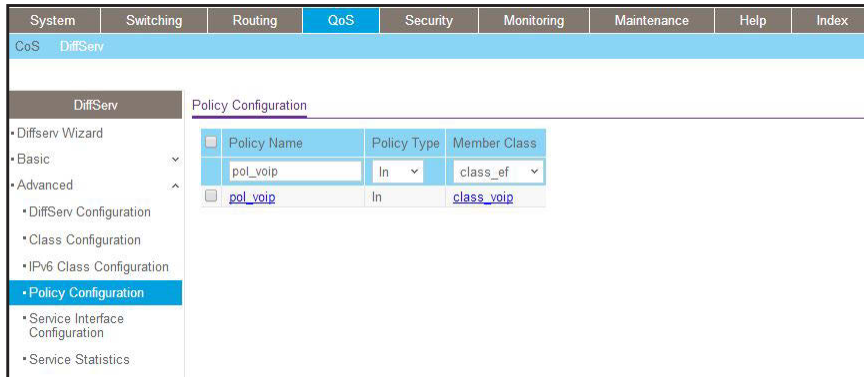 System Switching Routing QoS Security Monitoring Maintenance Help Index
CoS DiffServ
DiffServ
Policy Configuration
Diffserv Wizard
Basic
Advanced
DiffServ Configuration
Class Configuration
IPv6 Class Configuration
Policy Configuration
Service Interface
Configuration
Service Statistics
Policy Name Policy Type Member Class
pol_voip In class_ef
pol_voip In class_voip